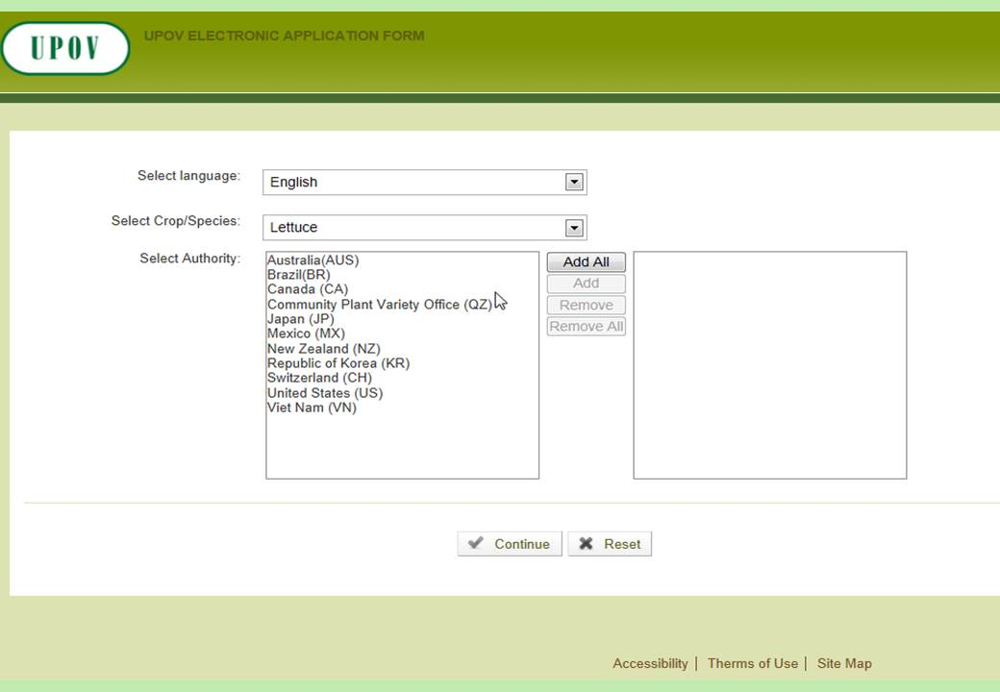 UPOV
UPOV ELECTRONIC APPLICATION FORM
Select language:
English
Select Crop/Species:
Lettuce
Select Authority:
Australia(AUS)
Brazil(BR)
Canada (CA)
Community Plant Variety Office (QZ)
Japan (JP)
Mexico (MX)
New Zealand (NZ)
Republic of Korea (KR)
Switzerland (CH)
United States (US)
Viet Nam (VN)
Add All
Add
Remove
Remove All
Continue
Reset
Accessibility | Therms of Use | Site Map